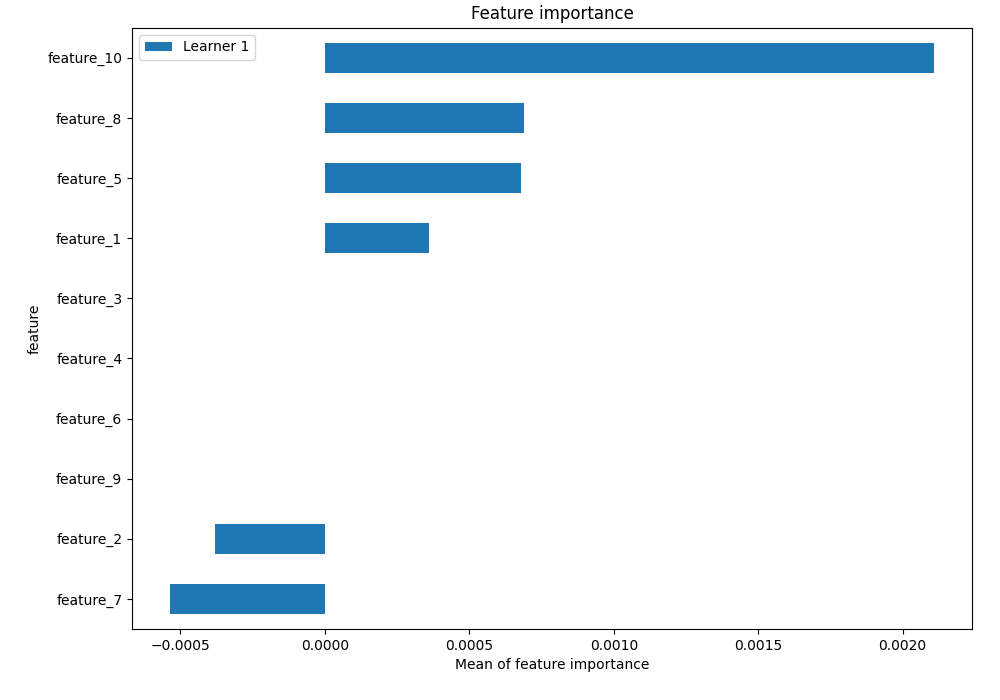 Feature importance
Learner 1
feature_10
feature_8
feature_5
feature_1
feature_3
feature_4
feature_6
feature_9
feature_2
feature_7
feature
−0.0005 0.0000 0.0005 0.0010 0.0015 0.0020
Mean of feature importance